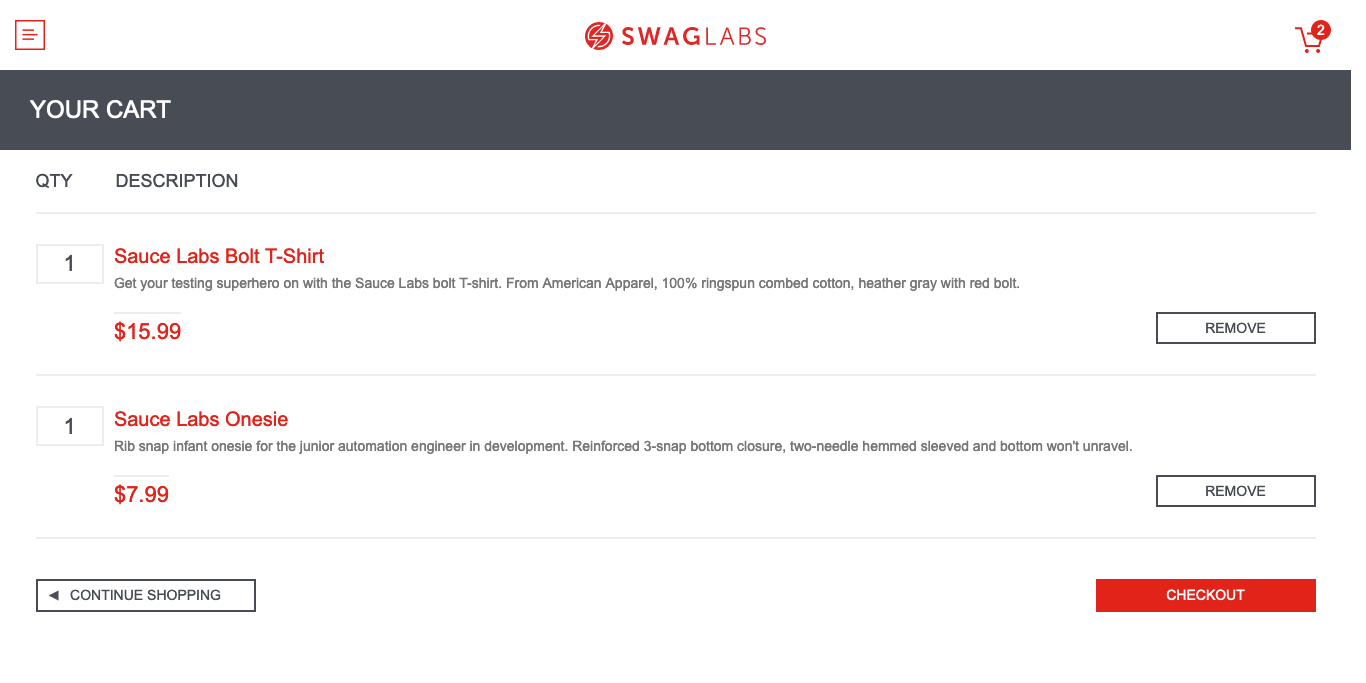 SWAGLABS
2
YOUR CART
QTY DESCRIPTION
1
Sauce Labs Bolt T-Shirt
Get your testing superhero on with the Sauce Labs bolt T-shirt. From American Apparel, 100% ringspun combed cotton, heather gray with red bolt.
$15.99
REMOVE
1
Sauce Labs Onesie
Rib snap infant onesie for the junior automation engineer in development. Reinforced 3-snap bottom closure, two-needle hemmed sleeved and bottom won't unravel.
$7.99
REMOVE
CONTINUE SHOPPING
CHECKOUT